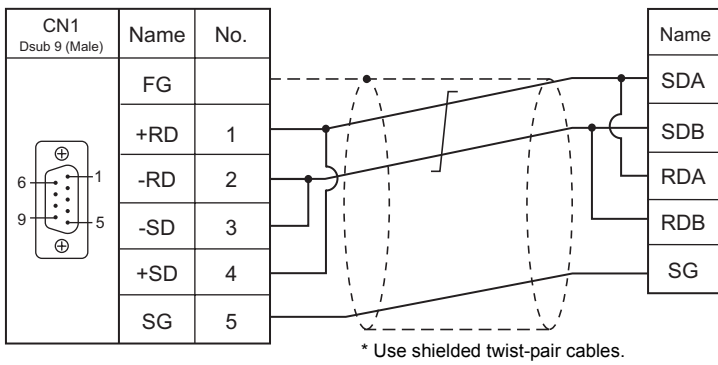 CN1
Dsub 9 (Male)
Name No.
Name
FG
SDA
+RD 1
SDB
-RD 2
RDA
6 1
-SD 3
RDB
9 5
+SD 4
SG
SG 5
* Use shielded twist-pair cables.